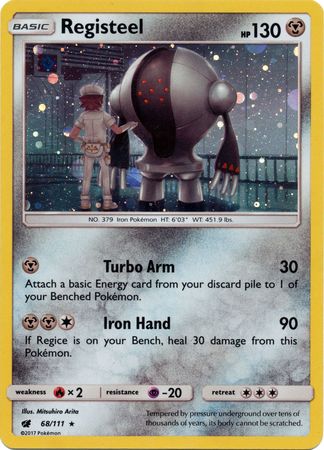 BASIC
Registeel
HP 130
NO. 379 Iron Pokémon HT: 6'03" WT: 451.9 lbs.
Turbo Arm 30
Attach a basic Energy card from your discard pile to 1
of your Benched Pokémon.
Iron Hand 90
If Regice is on your Bench, heal 30 damage from this
Pokémon.
weakness × 2 resistance -20 retreat
Illus. Mitsuhiro Arita
68/111 ★
©2017 Pokémon
Tempered by pressure underground over tens of
thousands of years, its body cannot be scratched.